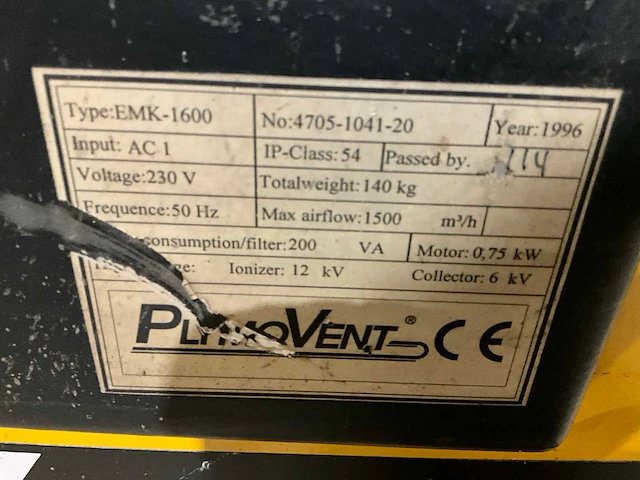 Type:EMK-1600 No:4705-1041-20 Year:1996
Input: AC 1 IP-Class: 54 Passed by.
Voltage:230 V Totalweight: 140 kg
Frequence:50 Hz Max airflow:1500 m³/h
consumption/filter:200 VA Motor: 0,75 kW
Ionizer: 12 kV Collector: 6 kV
PLYMOVENT® CE